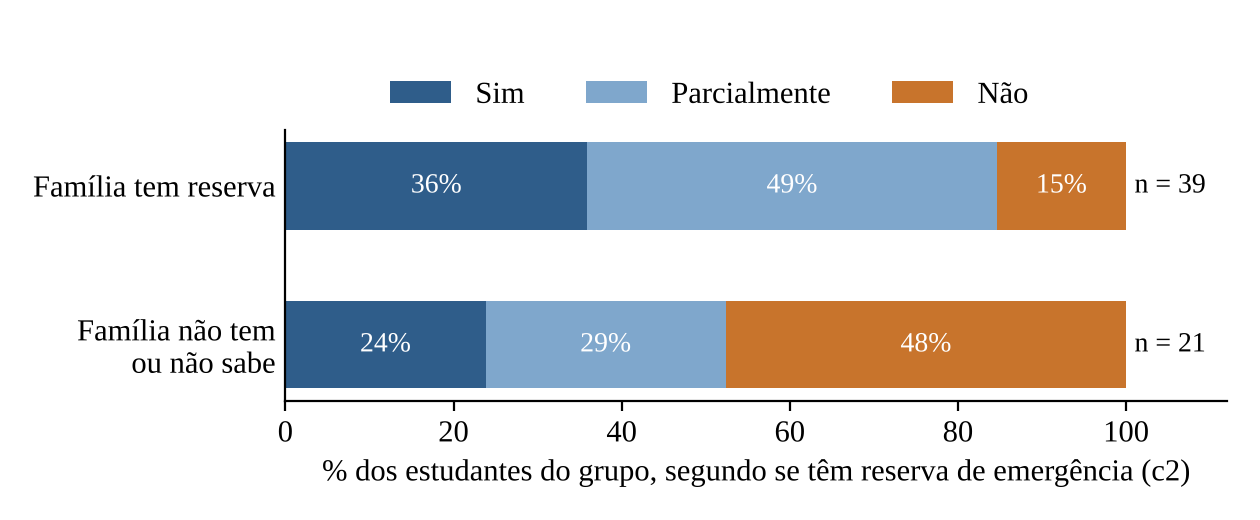 Sim Parcialmente Não
Família tem reserva 36% 49% 15% n = 39
Família não tem
ou não sabe
24% 29% 48% n = 21
0 20 40 60 80 100
% dos estudantes do grupo, segundo se têm reserva de emergência (c2)